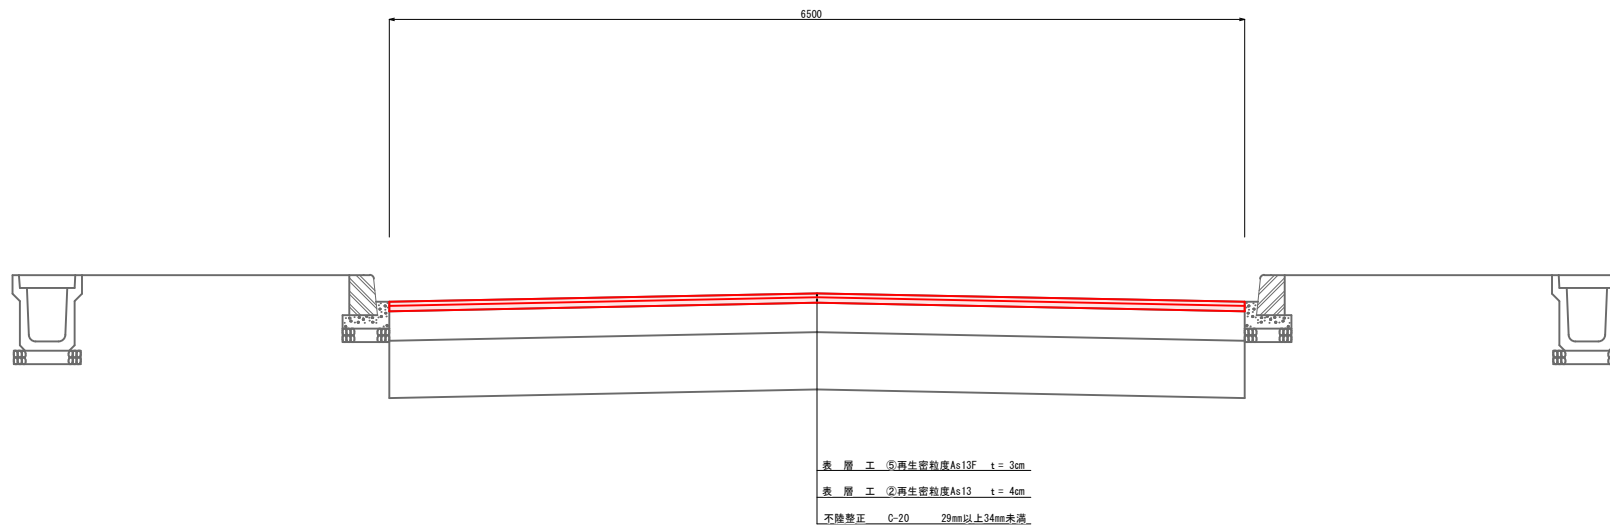 6500
表 層 工 ⑤再生密粒度As13F t = 3cm
表 層 工 ②再生密粒度As13 t = 4cm
不陸整正 C-20 29mm以上34mm未満